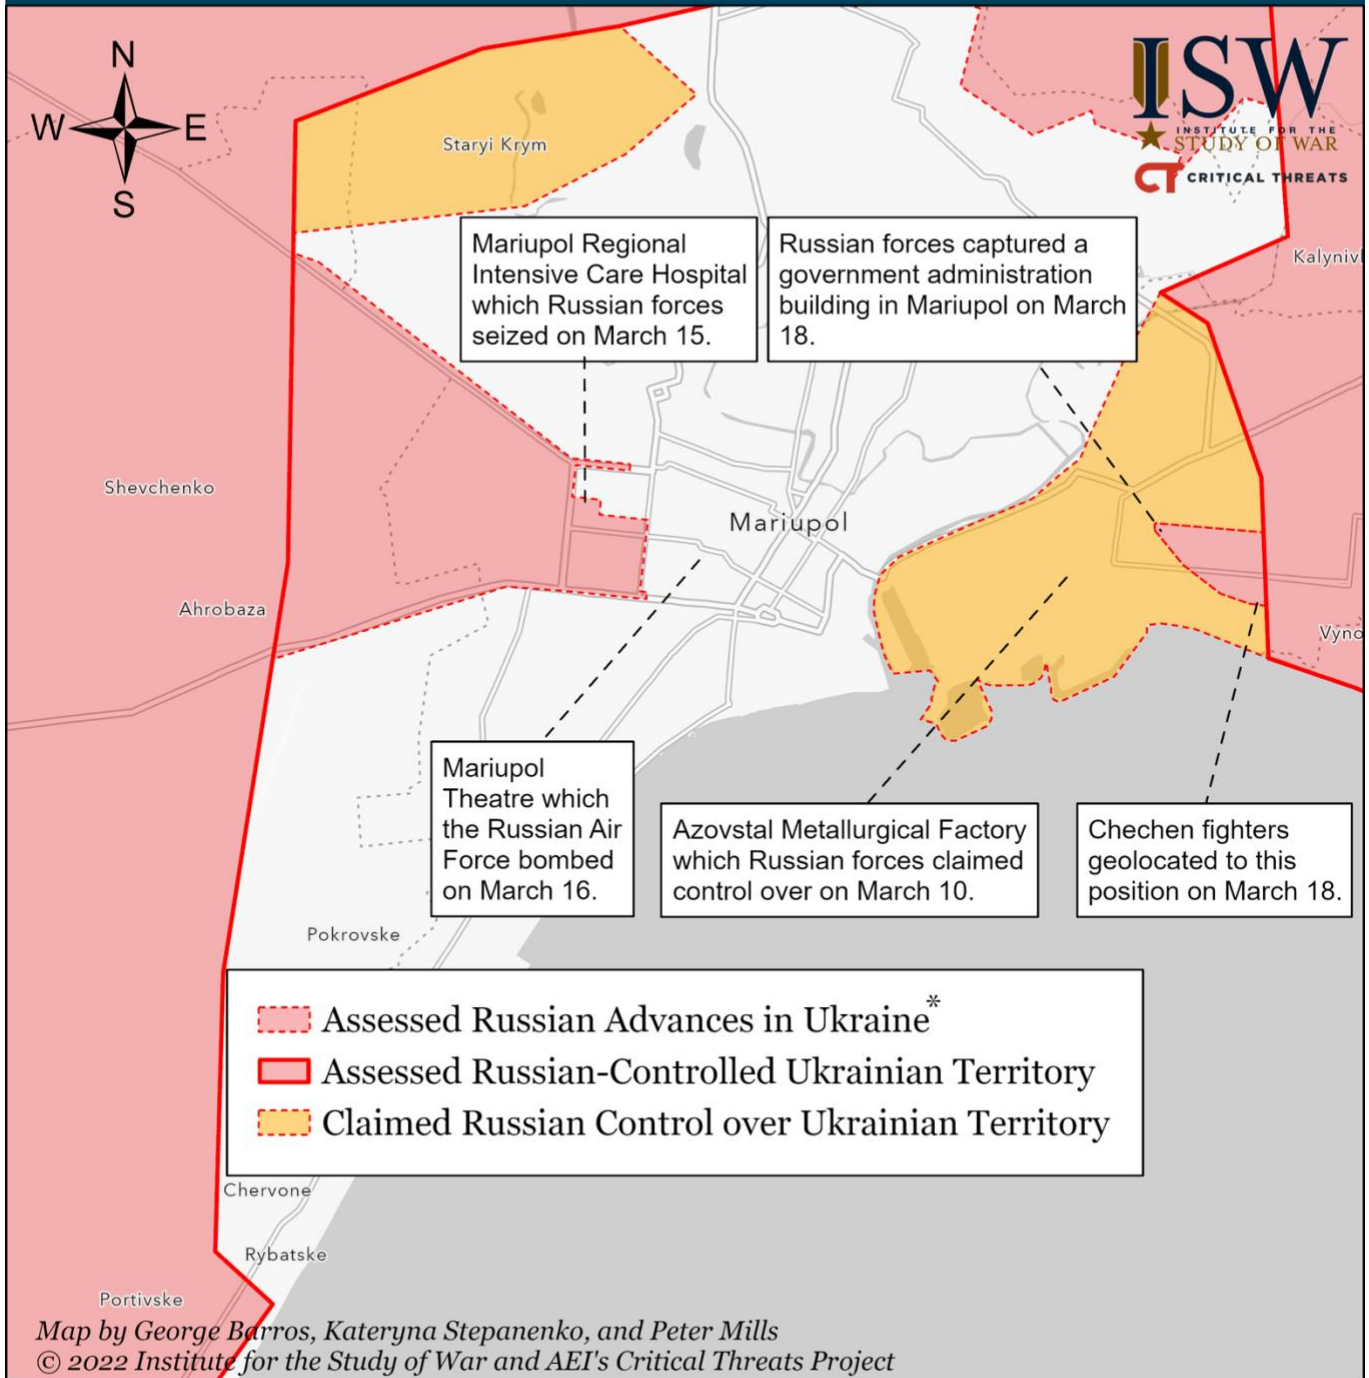 N
W E
S
ISW
INSTITUTE FOR THE
STUDY OF WAR
CT CRITICAL THREATS
Staryi Krym
Mariupol Regional
Intensive Care Hospital
which Russian forces
seized on March 15.
Russian forces captured a
government administration
building in Mariupol on March
18.
Shevchenko
Mariupol
Ahrobaza
Mariupol
Theatre which
the Russian Air
Force bombed
on March 16.
Azovstal Metallurgical Factory
which Russian forces claimed
control over on March 10.
Chechen fighters
geolocated to this
position on March 18.
Pokrovske
Assessed Russian Advances in Ukraine*
Assessed Russian-Controlled Ukrainian Territory
Claimed Russian Control over Ukrainian Territory
Chervone
Rybatske
Portivske
Map by George Barros, Kateryna Stepanenko, and Peter Mills
© 2022 Institute for the Study of War and AEI's Critical Threats Project